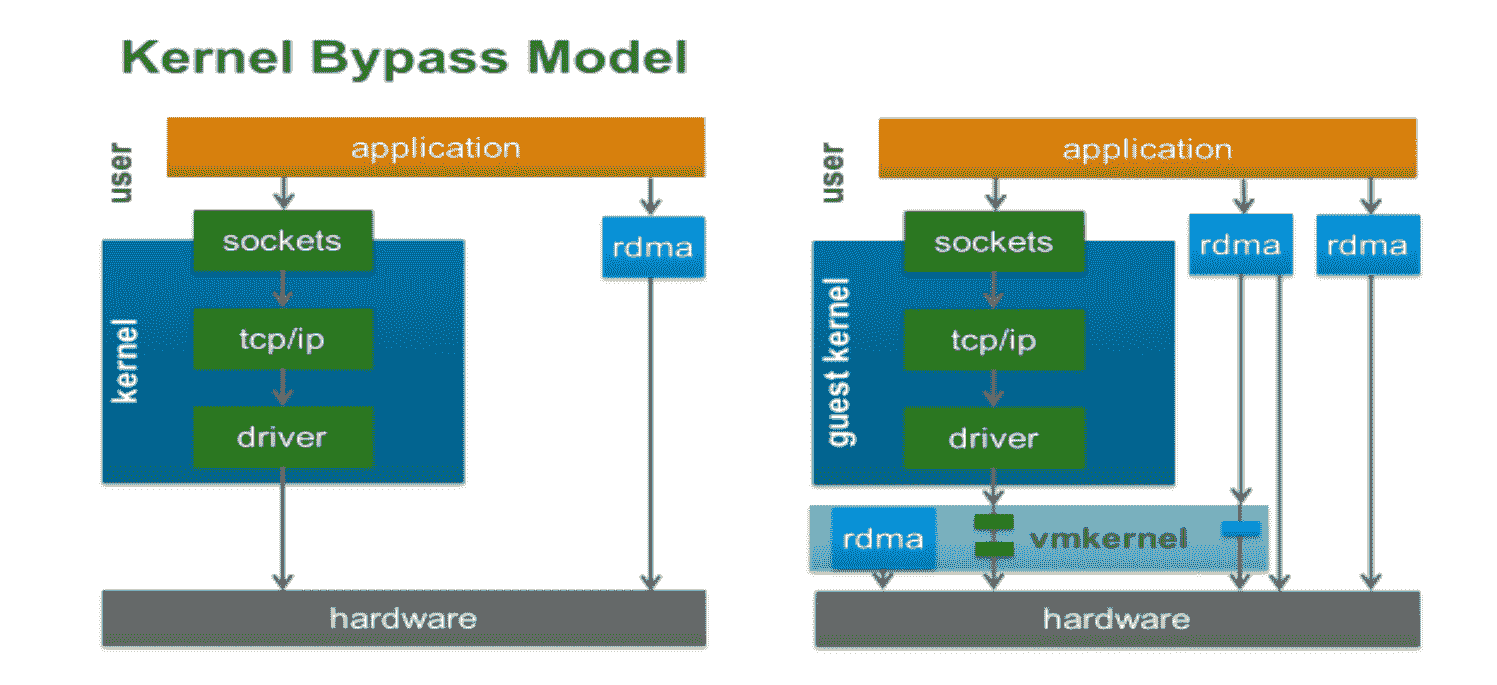 Kernel Bypass Model
user
application
sockets
rdma
kernel
tcp/ip
driver
hardware
user
application
sockets
rdma
rdma
guest kernel
tcp/ip
driver
rdma
vmkernel
hardware